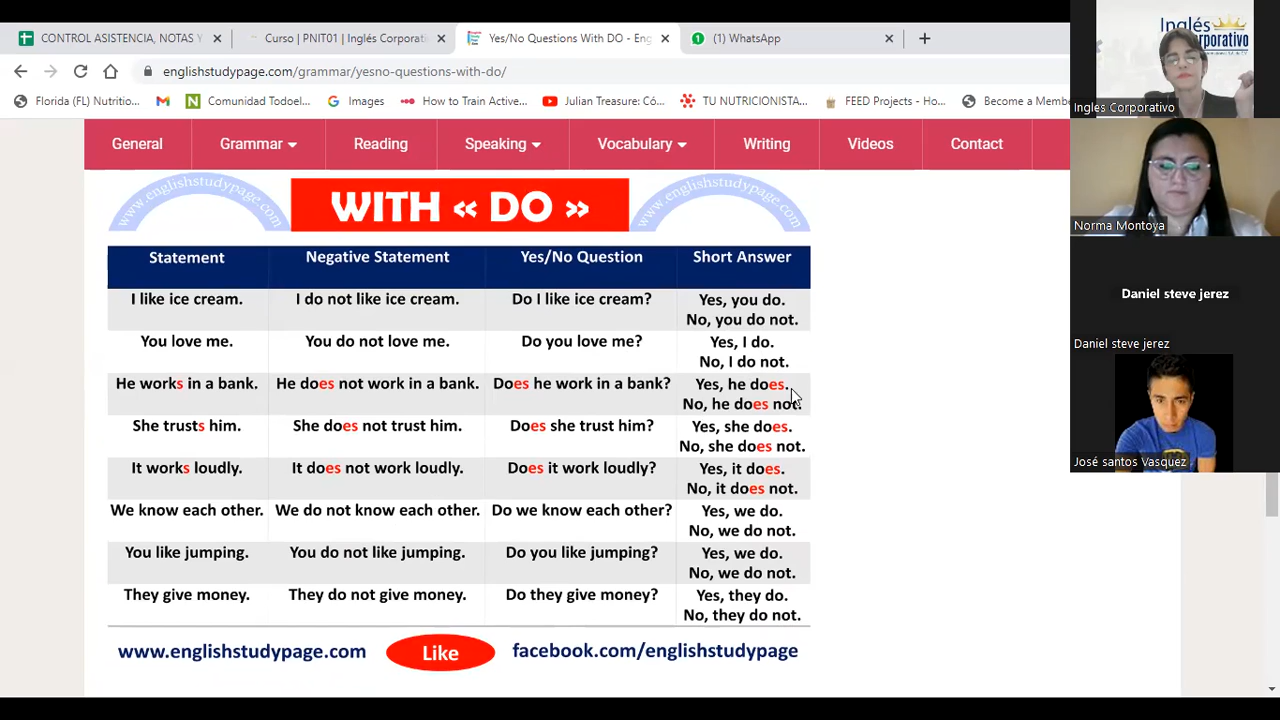 CONTROL ASISTENCIA, NOTAS Y
Curso | PNIT01 | Inglés Corporati
Yes/No Questions With DO - Eng
(1) WhatsApp
englishstudypage.com/grammar/yesno-questions-with-do/
Florida (FL) Nutritio...
Comunidad Todoel...
Images
How to Train Active...
Julian Treasure: Có...
TU NUTRICIONISTA...
FEED Projects - Ho...
Become a Membe
General
Grammar
Reading
Speaking
Vocabulary
Writing
Videos
Contact
www.englishstudypage.com
WITH « DO »
www.englishstudypage.com
Statement Negative Statement Yes/No Question Short Answer
I like ice cream. I do not like ice cream. Do I like ice cream? Yes, you do.
No, you do not.
You love me. You do not love me. Do you love me? Yes, I do.
No, I do not.
He works in a bank. He does not work in a bank. Does he work in a bank? Yes, he does.
No, he does not.
She trusts him. She does not trust him. Does she trust him? Yes, she does.
No, she does not.
It works loudly. It does not work loudly. Does it work loudly? Yes, it does.
No, it does not.
We know each other. We do not know each other. Do we know each other? Yes, we do.
No, we do not.
You like jumping. You do not like jumping. Do you like jumping? Yes, we do.
No, we do not.
They give money. They do not give money. Do they give money? Yes, they do.
No, they do not.
www.englishstudypage.com
Like
facebook.com/englishstudypage
Inglés
Corporativo
Ingles Corporativo
Norma Montoya
Daniel steve jerez
Daniel steve jerez
José santos Vasquez